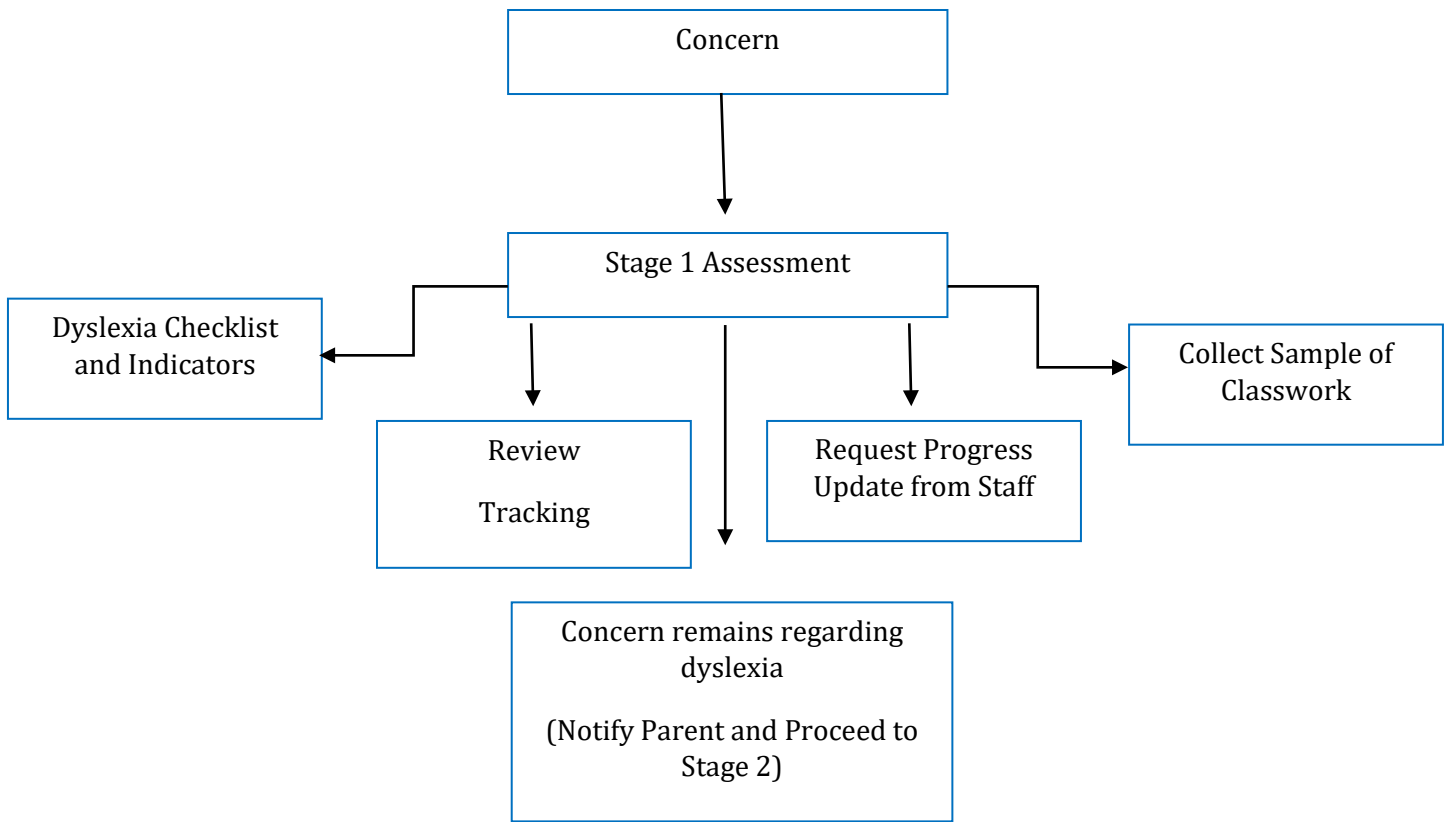 Concern
Stage 1 Assessment
Dyslexia Checklist
and Indicators
Collect Sample of
Classwork
Review
Tracking
Request Progress
Update from Staff
Concern remains regarding
dyslexia
(Notify Parent and Proceed to
Stage 2)